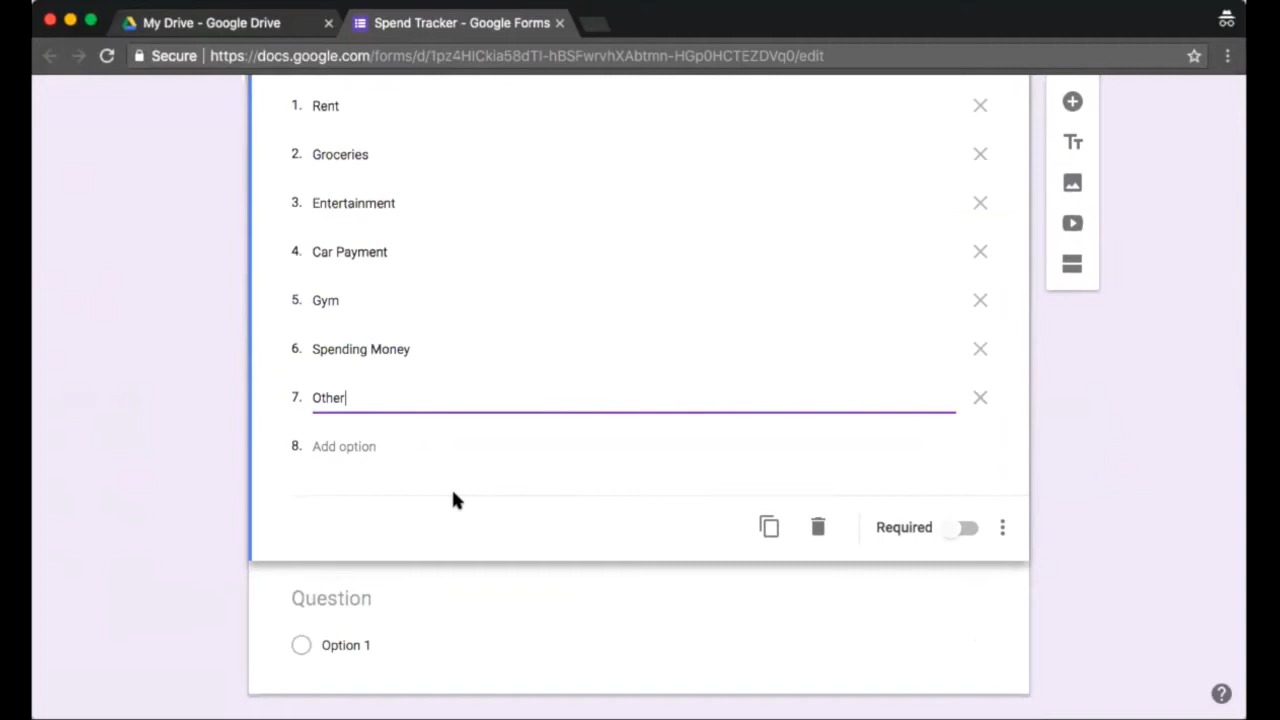 My Drive - Google Drive
Spend Tracker - Google Forms
Secure https://docs.google.com/forms/d/1pz4HICkia58dTI-hBSFwrvhXAbtmn-HGp0HCTEZDVq0/edit
1. Rent
2. Groceries
3. Entertainment
4. Car Payment
5. Gym
6. Spending Money
7. Other
8. Add option
Required
Question
Option 1